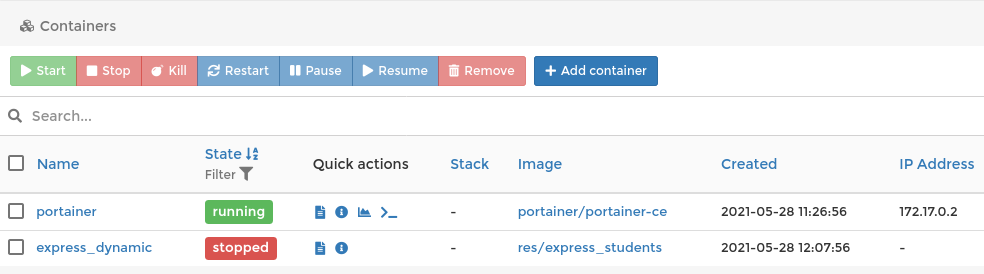 Containers
Start Stop Kill Restart Pause Resume Remove + Add container
Search...
Name State Filter Quick actions Stack Image Created IP Address
portainer running - portainer/portainer-ce 2021-05-28 11:26:56 172.17.0.2
express_dynamic stopped - res/express_students 2021-05-28 12:07:56 -